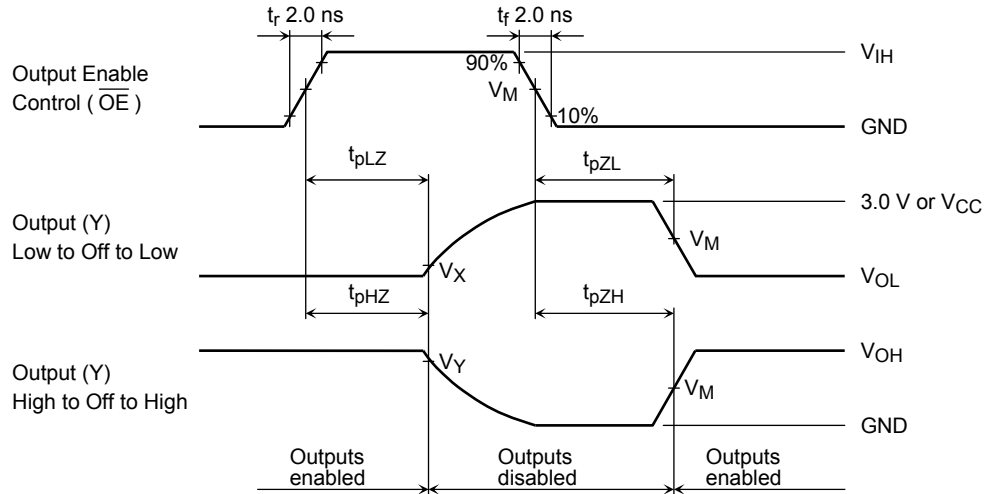 tr 2.0 ns
tf 2.0 ns
Output Enable
Control ( OE )
90%
VM
10%
VIH
GND
tpLZ
tpZL
Output (Y)
Low to Off to Low
3.0 V or VCC
VM
VX
VOL
tpHZ
tpZH
Output (Y)
High to Off to High
VY
VOH
VM
GND
Outputs
enabled
Outputs
disabled
Outputs
enabled